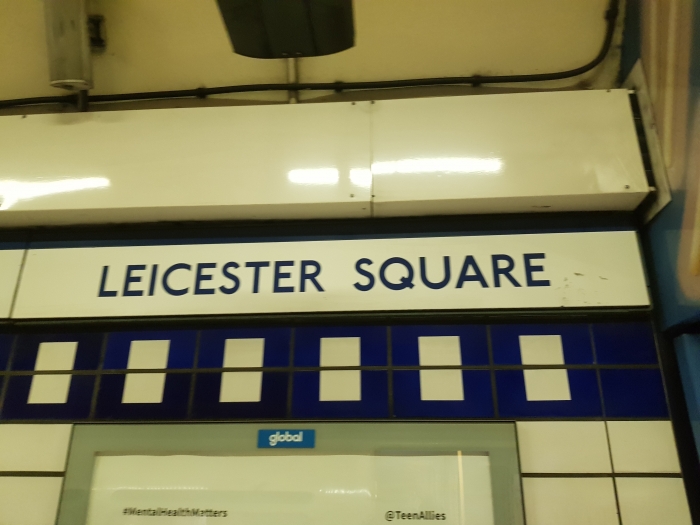 LEICESTER SQUARE
global
#MentalHealthMatters @TeenAllies